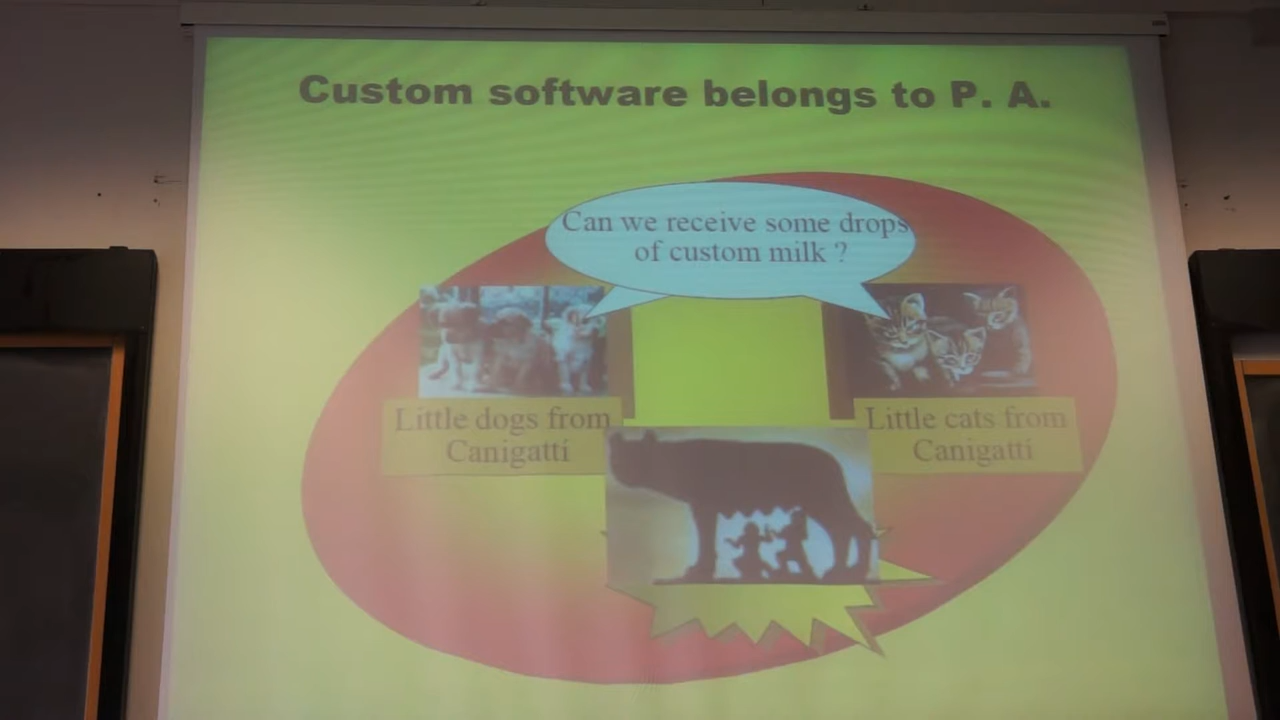 Custom software belongs to P. A.
Can we receive some drops
of custom milk ?
Little dogs from
Canigatti
Little cats from
Canigatti